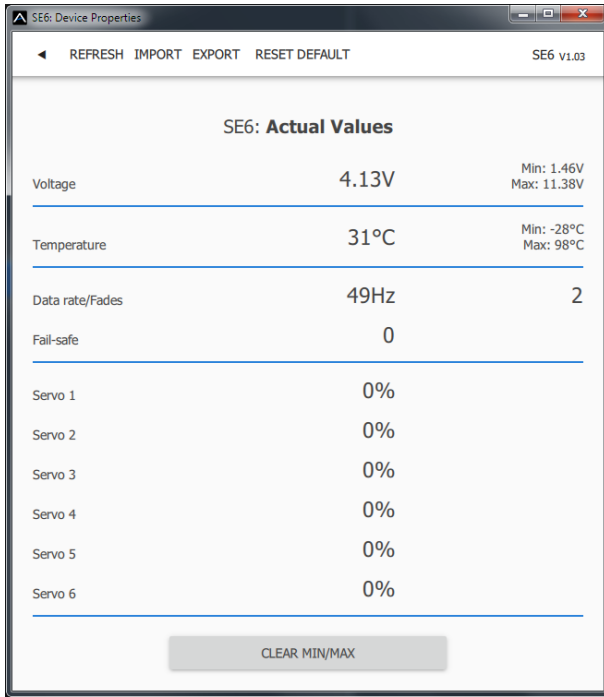 SE6: Device Properties
REFRESH IMPORT EXPORT RESET DEFAULT SE6 V1.03
SE6: Actual Values
Voltage 4.13V Min: 1.46V
Max: 11.38V
Temperature 31°C Min: -28°C
Max: 98°C
Data rate/Fades 49Hz 2
Fail-safe 0
Servo 1 0%
Servo 2 0%
Servo 3 0%
Servo 4 0%
Servo 5 0%
Servo 6 0%
CLEAR MIN/MAX